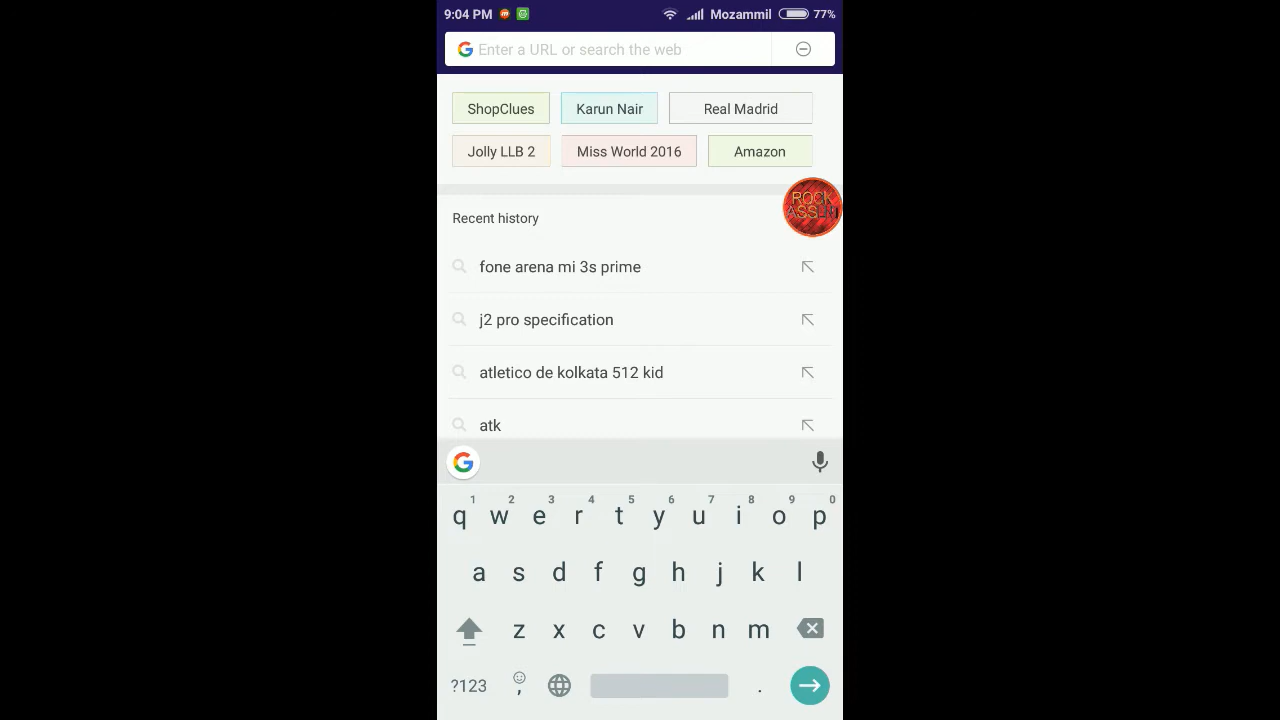 9:04 PM Mozammil 77%
Enter a URL or search the web
ShopClues Karun Nair Real Madrid
Jolly LLB 2 Miss World 2016 Amazon
ROCK
ASSLM
Recent history
fone arena mi 3s prime
j2 pro specification
atletico de kolkata 512 kid
atk
G
1 2 3 4 5 6 7 8 9 0
q w e r t y u i o p
a s d f g h j k l
z x c v b n m
?123 , .